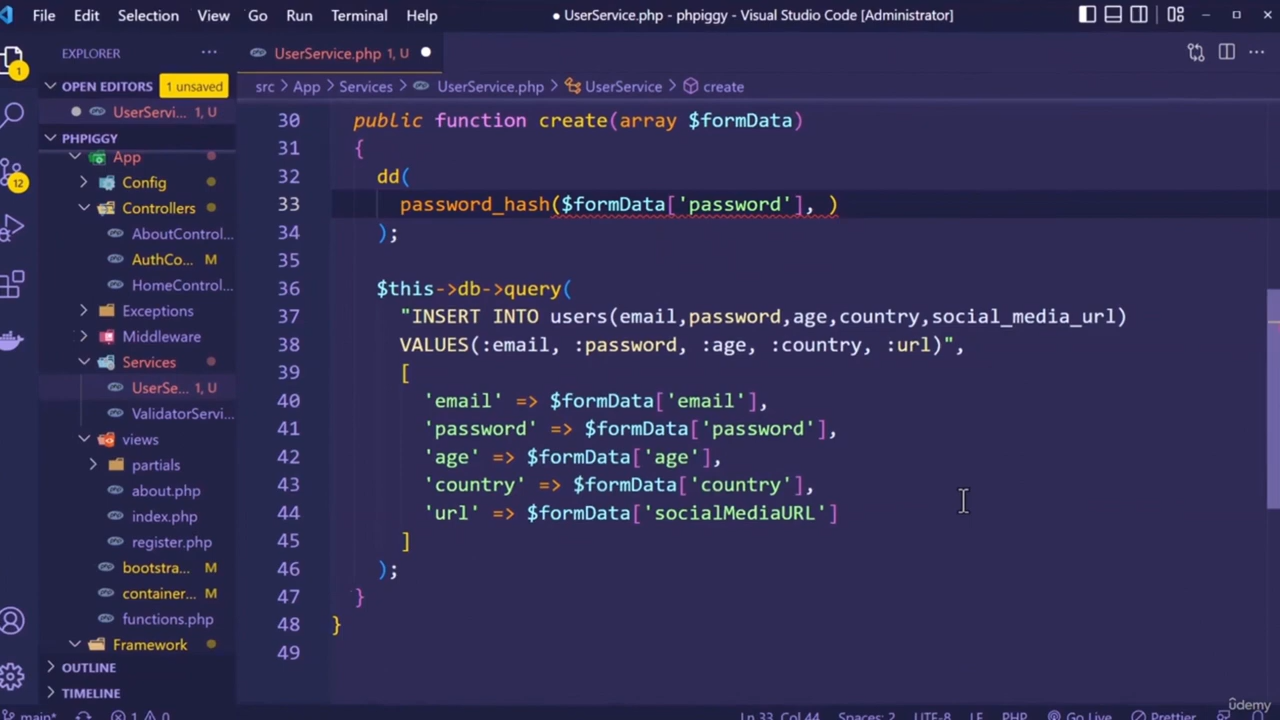 File Edit Selection View Go Run Terminal Help
● UserService.php - phpiggy - Visual Studio Code [Administrator]
EXPLORER
UserService.php 1, U
OPEN EDITORS 1 unsaved
src > App > Services > UserService.php > UserService > create
UserServi... 1, U
PHPIGGY
App
Config
Controllers
AboutControl...
AuthCo... M
HomeControl...
Exceptions
Middleware
Services
UserSe... 1, U
ValidatorServi...
views
partials
about.php
index.php
register.php
bootstra... M
container... M
functions.php
Framework
OUTLINE
TIMELINE
1
12
30 public function create(array $formData)
31 {
32 dd(
33 password_hash($formData['password'], )
34 );
35
36 $this->db->query(
37 "INSERT INTO users(email,password,age,country,social_media_url)
38 VALUES(:email, :password, :age, :country, :url)",
39 [
40 'email' => $formData['email'],
41 'password' => $formData['password'],
42 'age' => $formData['age'],
43 'country' => $formData['country'],
44 'url' => $formData['socialMediaURL']
45 ]
46 );
47 }
48 }
49
main* 1 0 Ln 33, Col 44 Spaces: 2 UTF-8 LF PHP Go Live Prettier
ûdemy